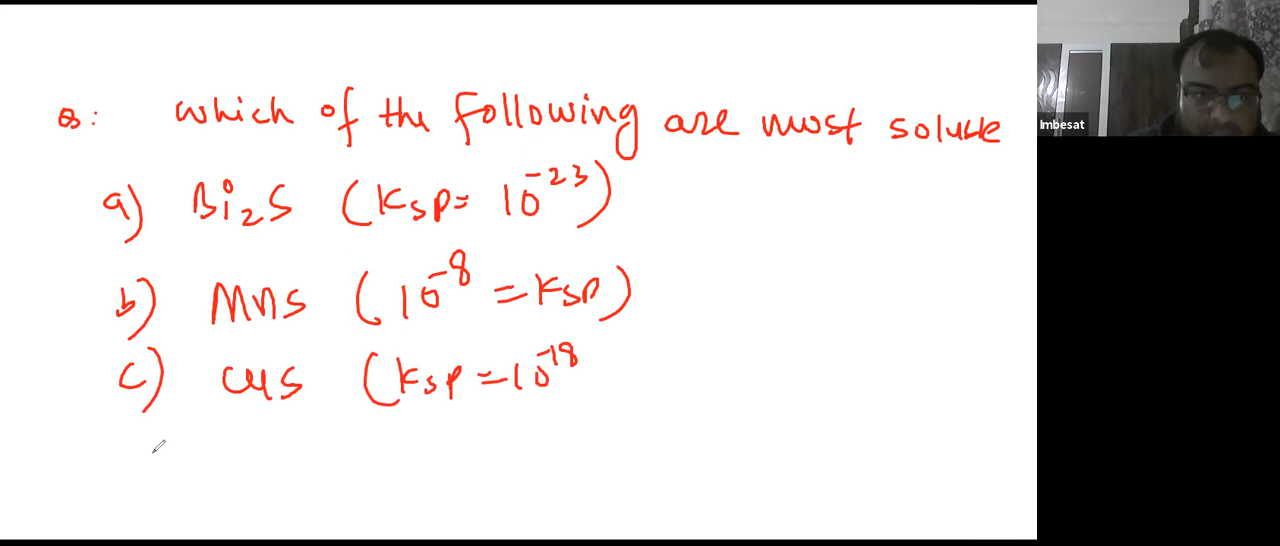 Q: which of the following are most soluble
a) Bi2S (Ksp= 10^-23)
b) MnS (10^-8 = Ksp)
c) CuS (Ksp = 10^-18
Imbesat